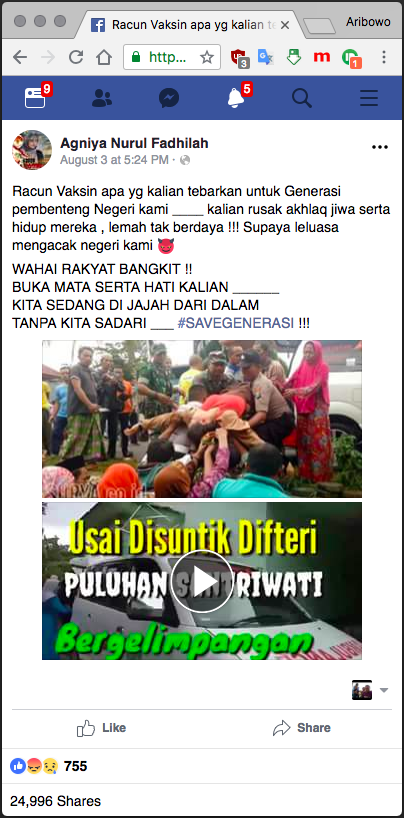 Racun Vaksin apa yg kalian te
Aribowo
http:
3
1
9
5
Agniya Nurul Fadhilah
August 3 at 5:24 PM ·
Racun Vaksin apa yg kalian tebarkan untuk Generasi
pembenteng Negeri kami ____ kalian rusak akhlaq jiwa serta
hidup mereka , lemah tak berdaya !!! Supaya leluasa
mengacak negeri kami 👿
WAHAI RAKYAT BANGKIT !!
BUKA MATA SERTA HATI KALIAN ______
KITA SEDANG DI JAJAH DARI DALAM
TANPA KITA SADARI ___ #SAVEGENERASI !!!
Usai Disuntik Difteri
PULUHAN SANTRIWATI
Bergelimpangan
Like
Share
755
24,996 Shares